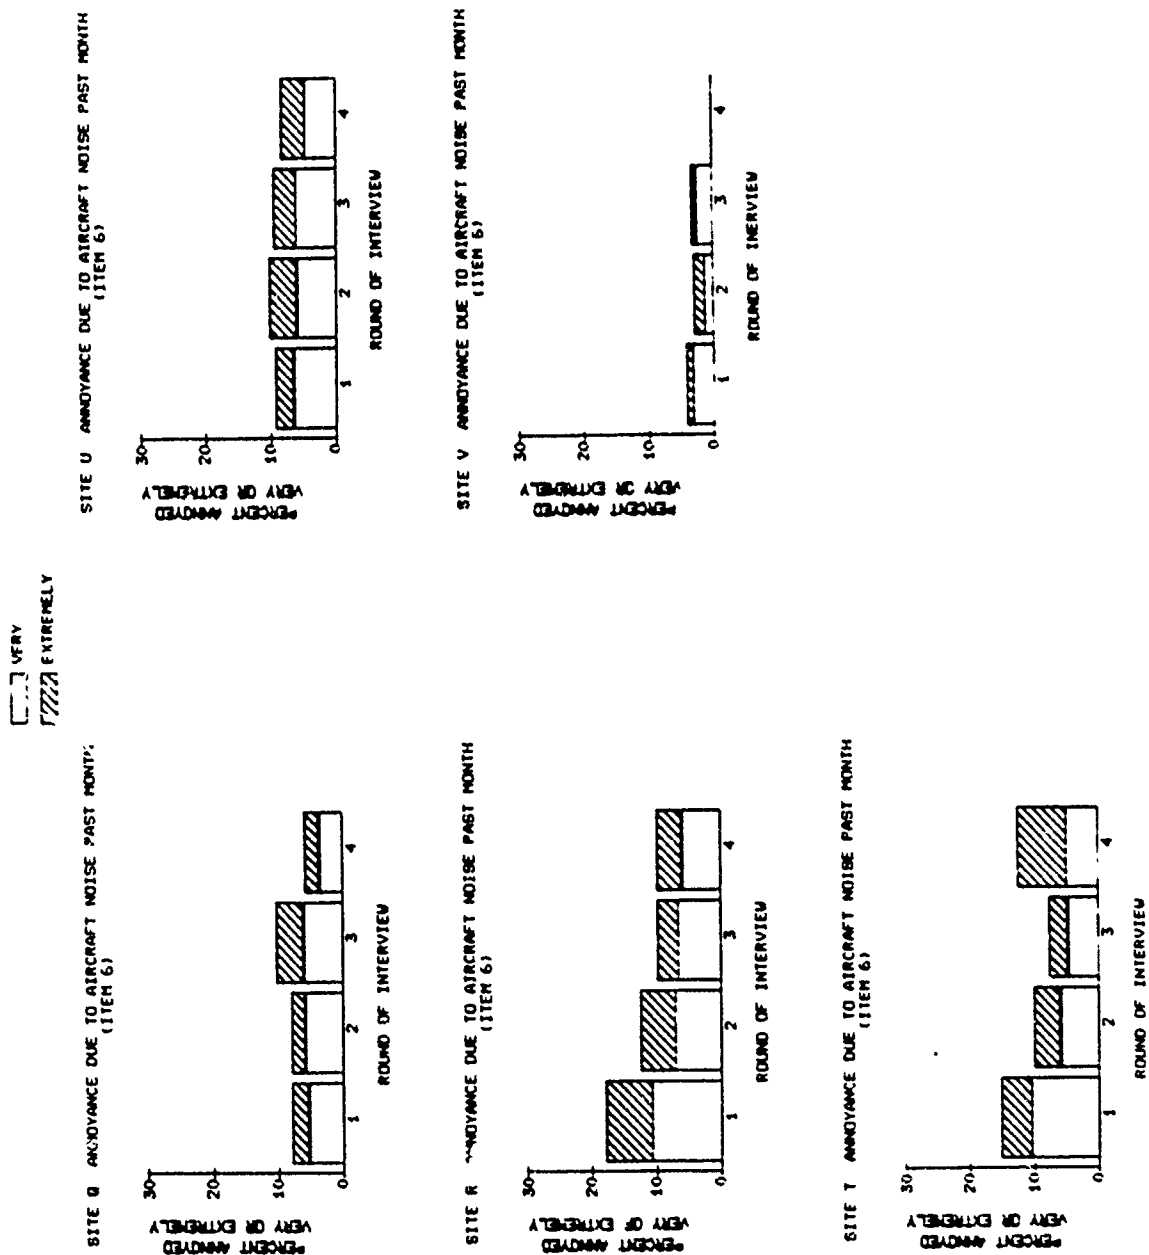 VERY
EXTREMELY
SITE Q ANNOYANCE DUE TO AIRCRAFT NOISE PAST
(ITEM 6)
PERCENT ANNOYED
VERY OR EXTREMELY
30
20
10
0
1 2 3 4
ROUND OF INTERVIEW
SITE R ANNOYANCE DUE TO AIRCRAFT NOISE PAST MONTH
(ITEM 6)
PERCENT ANNOYED
VERY OF EXTREMELY
30
20
10
0
1 2 3 4
ROUND OF INTERVIEW
SITE T ANNOYANCE DUE TO AIRCRAFT NOISE PAST MONTH
(ITEM 6)
PERCENT ANNOYED
VERY OR EXTREMELY
30
20
10
0
1 2 3 4
ROUND OF INTERVIEW
SITE U ANNOYANCE DUE TO AIRCRAFT NOISE PAST MONTH
(ITEM 6)
PERCENT ANNOYED
VERY OR EXTREMELY
30
20
10
0
1 2 3 4
ROUND OF INTERVIEW
SITE V ANNOYANCE DUE TO AIRCRAFT NOISE PAST MONTH
(ITEM 6)
PERCENT ANNOYED
VERY OR EXTREMELY
30
20
10
0
1 2 3 4
ROUND OF INERVIEW